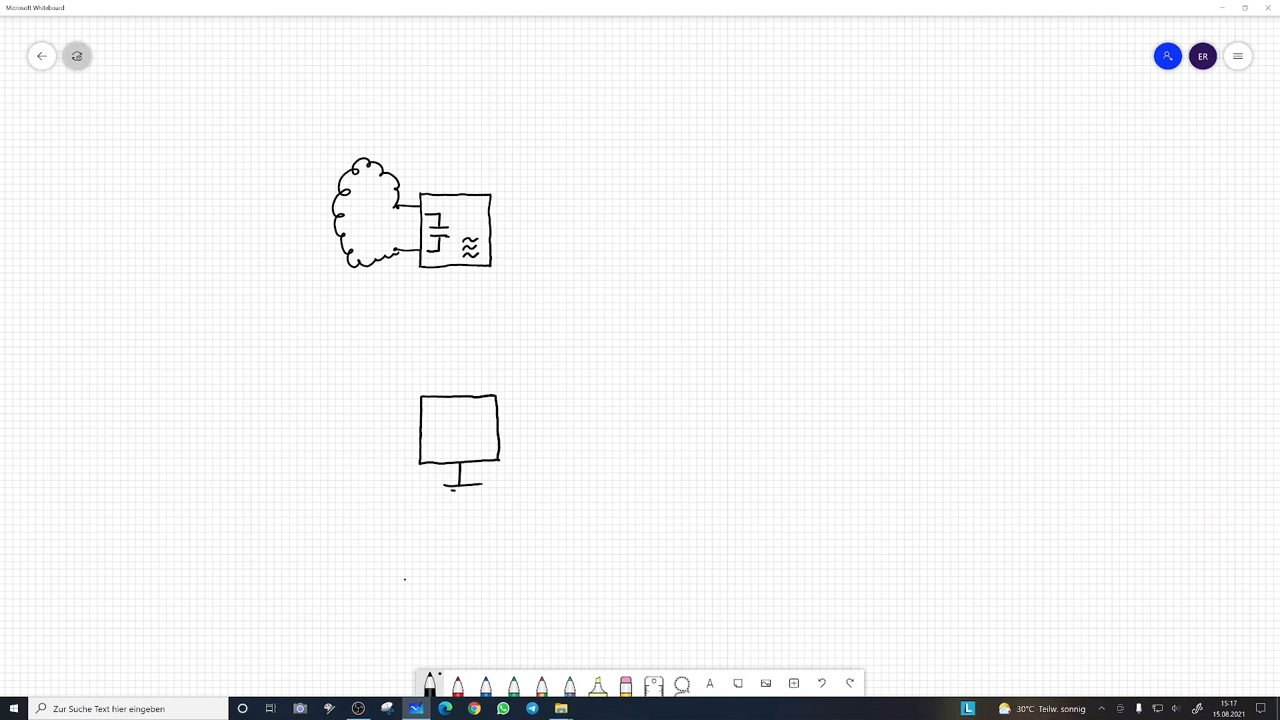 Microsoft Whiteboard
ER
A
Zur Suche Text hier eingeben
L
30°C Teilw. sonnig
15:17
15.08.2021